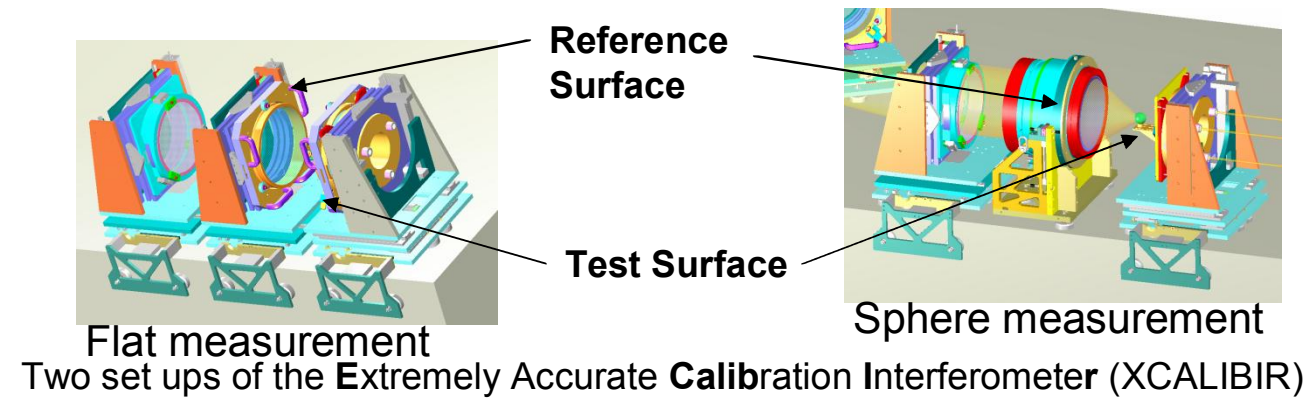 Reference
Surface
Test Surface
Flat measurement
Sphere measurement
Two set ups of the Extremely Accurate Calibration Interferometer (XCALIBIR)